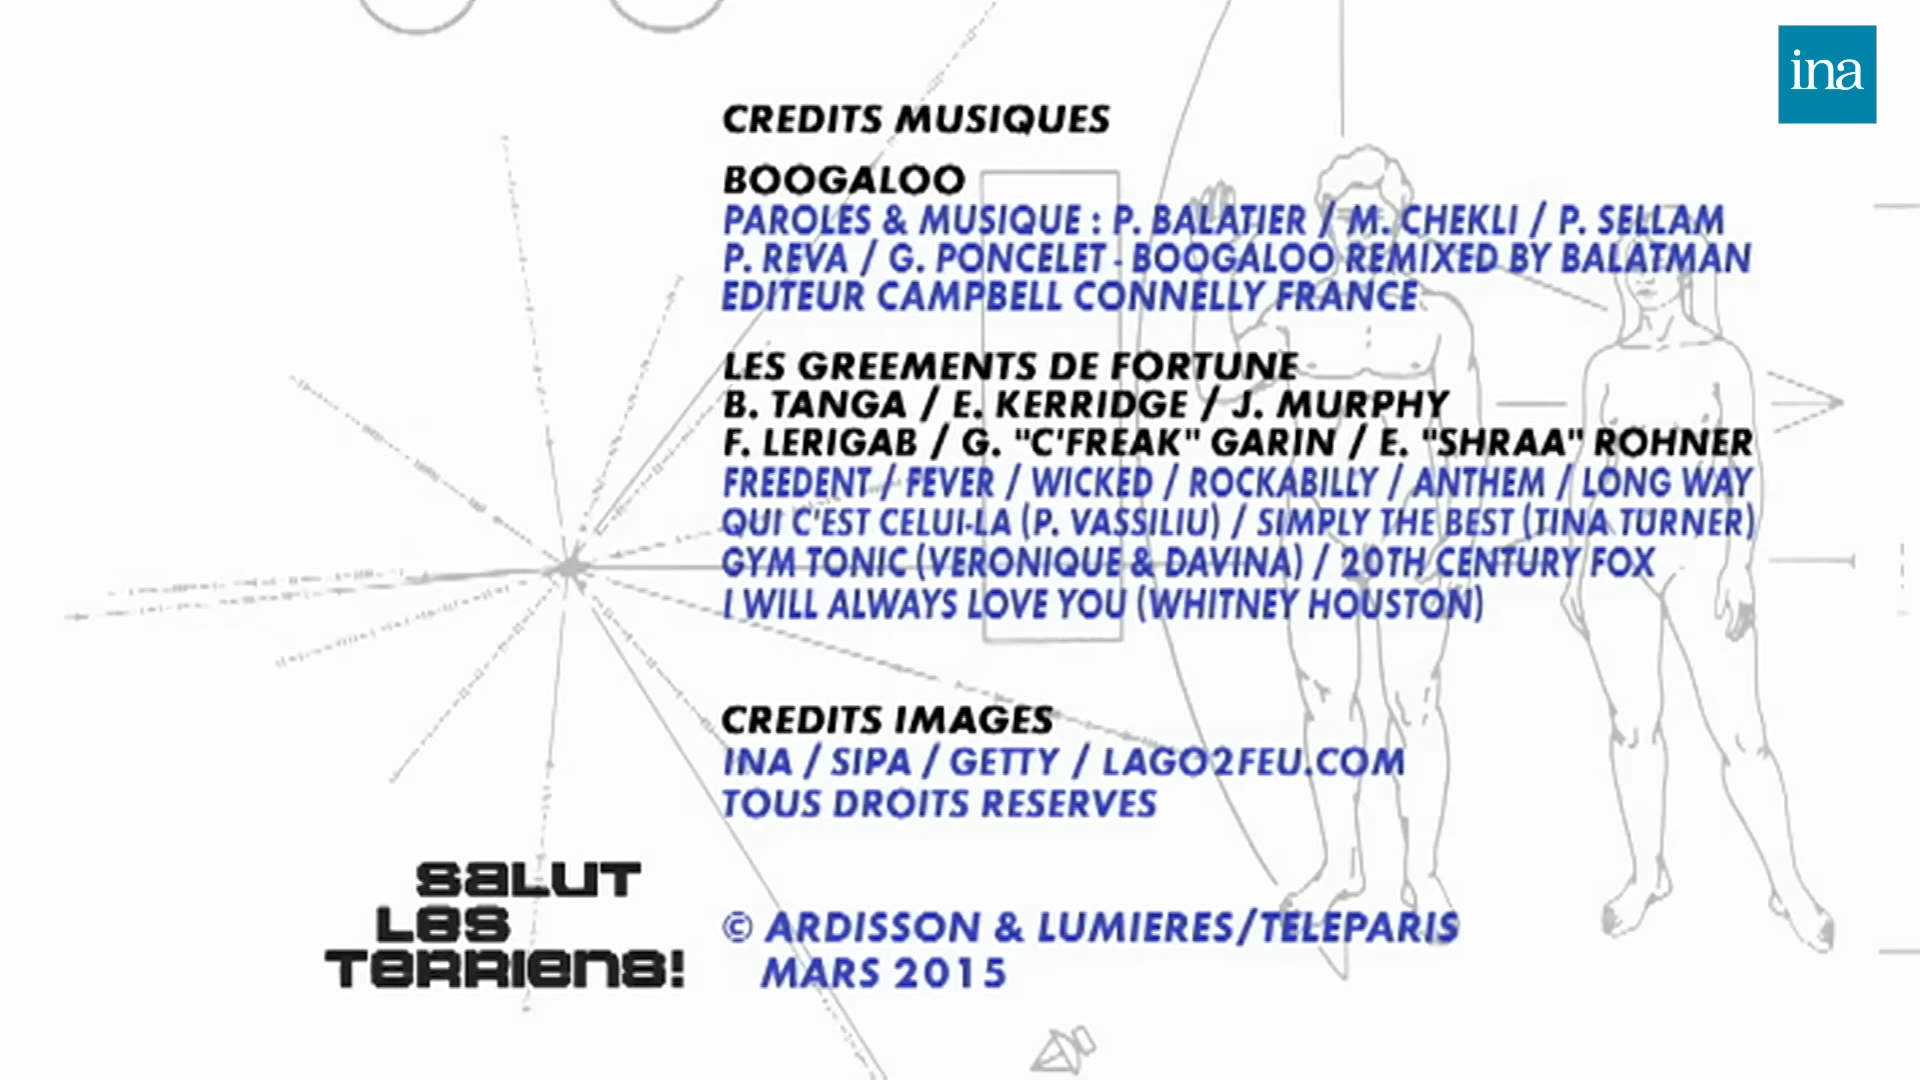 ina
CREDITS MUSIQUES
BOOGALOO
PAROLES & MUSIQUE : P. BALATIER / M. CHEKLI / P. SELLAM
P. REVA / G. PONCELET - BOOGALOO REMIXED BY BALATMAN
EDITEUR CAMPBELL CONNELLY FRANCE
LES GREEMENTS DE FORTUNE
B. TANGA / E. KERRIDGE / J. MURPHY
F. LERIGAB / G. "C'FREAK" GARIN / E. "SHRAA" ROHNER
FREEDENT / FEVER / WICKED / ROCKABILLY / ANTHEM / LONG WAY
QUI C'EST CELUI-LA (P. VASSILIU) / SIMPLY THE BEST (TINA TURNER)
GYM TONIC (VERONIQUE & DAVINA) / 20TH CENTURY FOX
I WILL ALWAYS LOVE YOU (WHITNEY HOUSTON)
CREDITS IMAGES
INA / SIPA / GETTY / LAGO2FEU.COM
TOUS DROITS RESERVES
SALUT
LES
TERRIENS!
© ARDISSON & LUMIERES/TELEPARIS
MARS 2015